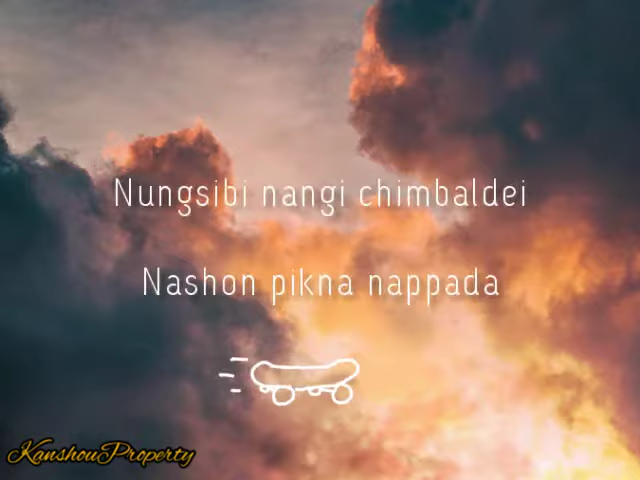 Nungsibi nangi chimbaldei
Nashon pikna nappada
KanshouProperty